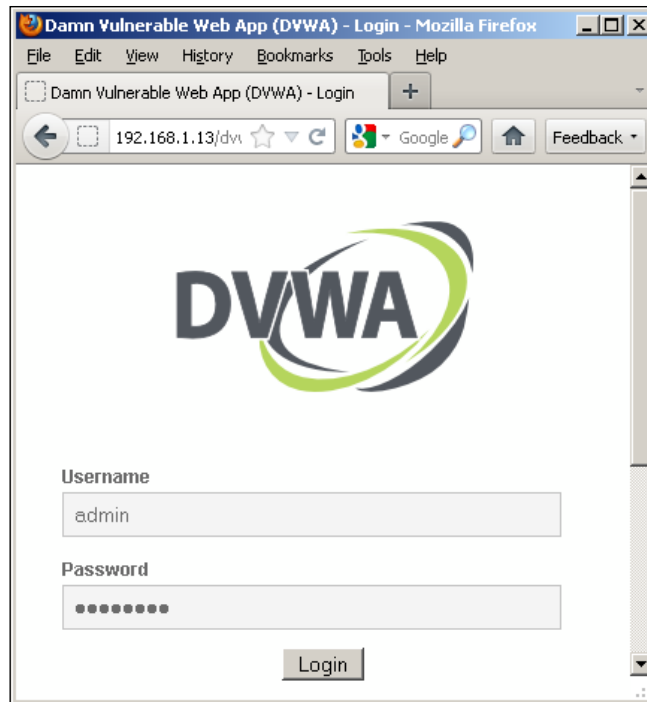 Damn Vulnerable Web App (DVWA) - Login - Mozilla Firefox
File Edit View History Bookmarks Tools Help
Damn Vulnerable Web App (DVWA) - Login +
192.168.1.13/dv Google Feedback
DVWA
Username
admin
Password
Login